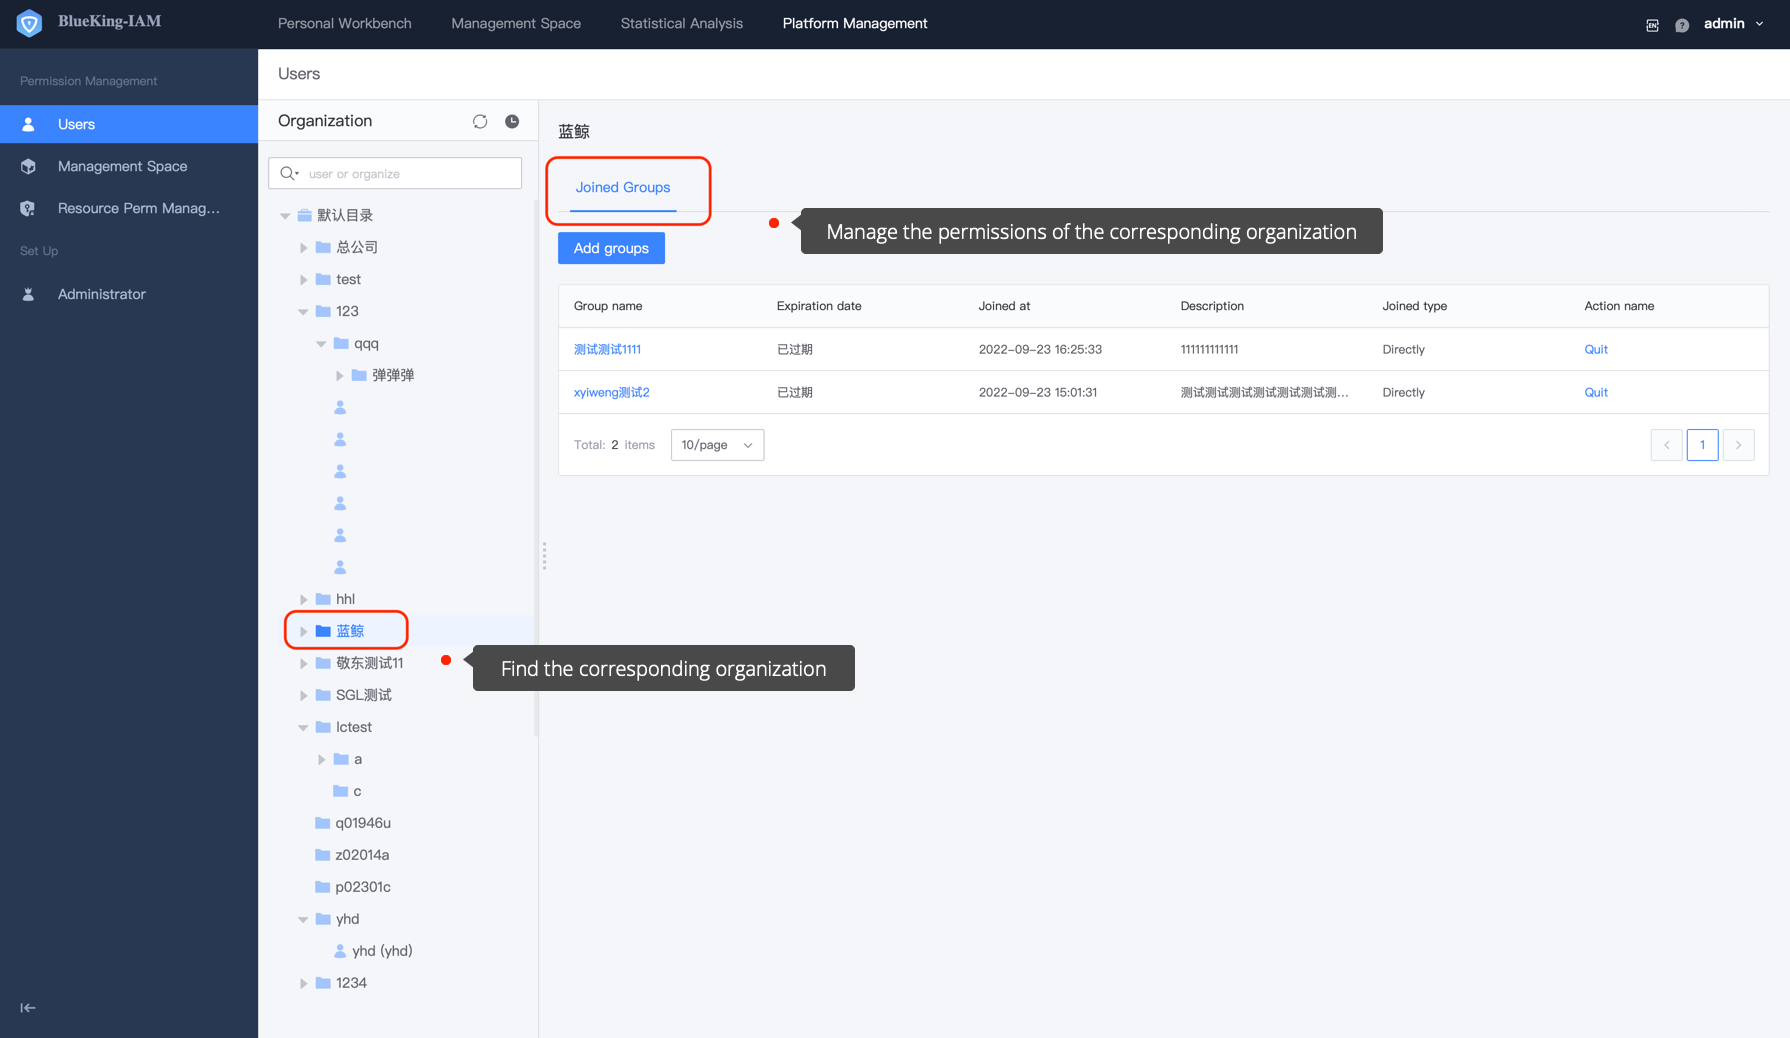 BlueKing-IAM
Personal Workbench Management Space Statistical Analysis Platform Management
EN ? admin
Permission Management
Users
Management Space
Resource Perm Manag...
Set Up
Administrator
Users
Organization
user or organize
默认目录
总公司
test
123
qqq
弹弹弹
hhl
蓝鲸
敬东测试11
SGL测试
lctest
a
c
q01946u
z02014a
p02301c
yhd
yhd (yhd)
1234
Find the corresponding organization
蓝鲸
Joined Groups
Manage the permissions of the corresponding organization
Add groups
Group name Expiration date Joined at Description Joined type Action name
测试测试1111 已过期 2022-09-23 16:25:33 111111111111 Directly Quit
xyiweng测试2 已过期 2022-09-23 15:01:31 测试测试测试测试测试测试测... Directly Quit
Total: 2 items 10/page 1